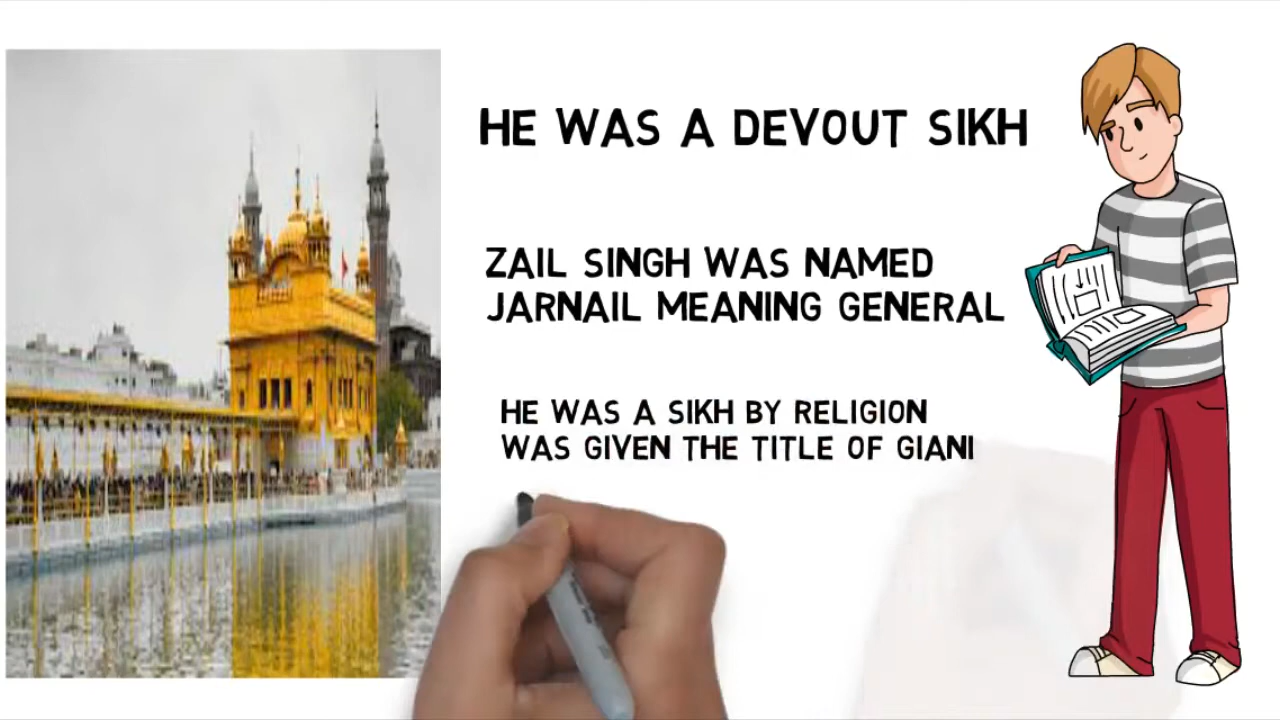 HE WAS A DEVOUT SIKH
ZAIL SINGH WAS NAMED
JARNAIL MEANING GENERAL
HE WAS A SIKH BY RELIGION
WAS GIVEN THE TITLE OF GIANI